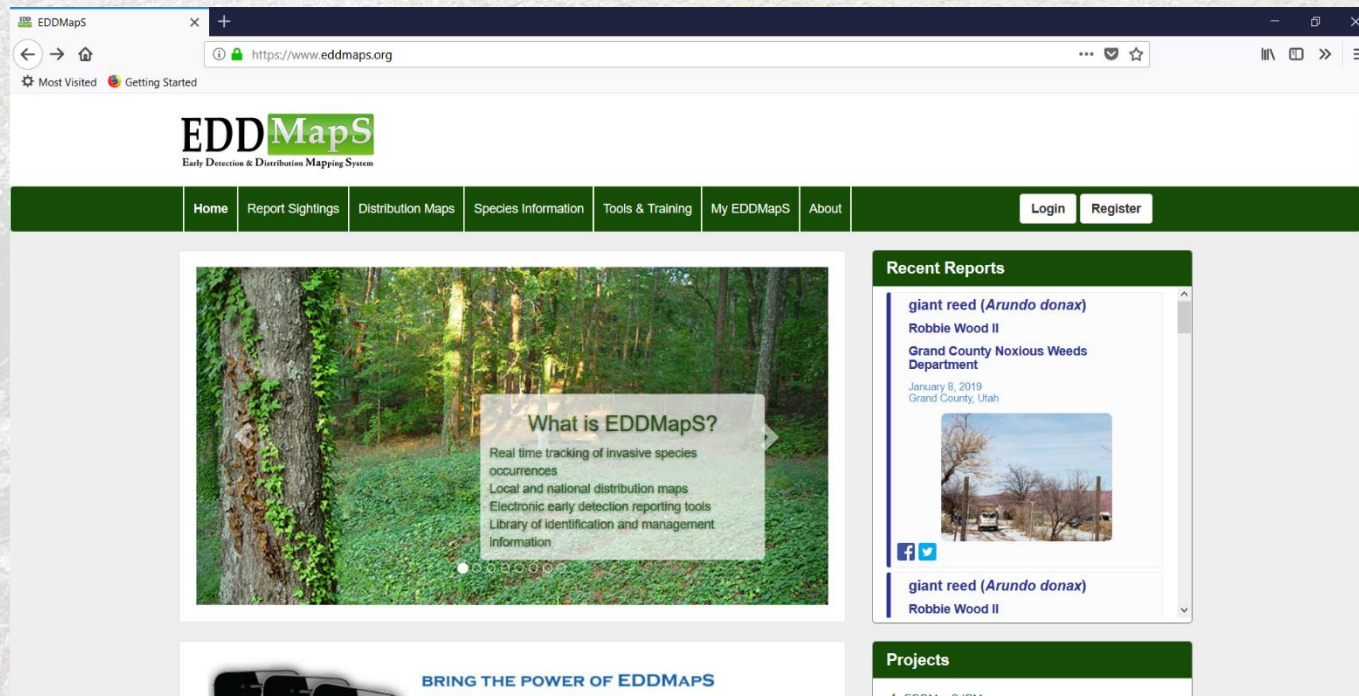 EDDMapS
https://www.eddmaps.org
Most Visited
Getting Started
EDDMapS
Early Detection & Distribution Mapping System
Home
Report Sightings
Distribution Maps
Species Information
Tools & Training
My EDDMapS
About
Login
Register
What is EDDMapS?
Real time tracking of invasive species
occurrences
Local and national distribution maps
Electronic early detection reporting tools
Library of identification and management
Information
Recent Reports
giant reed (Arundo donax)
Robbie Wood II
Grand County Noxious Weeds
Department
January 8, 2019
Grand County, Utah
giant reed (Arundo donax)
Robbie Wood II
BRING THE POWER OF EDDMAPS
Projects